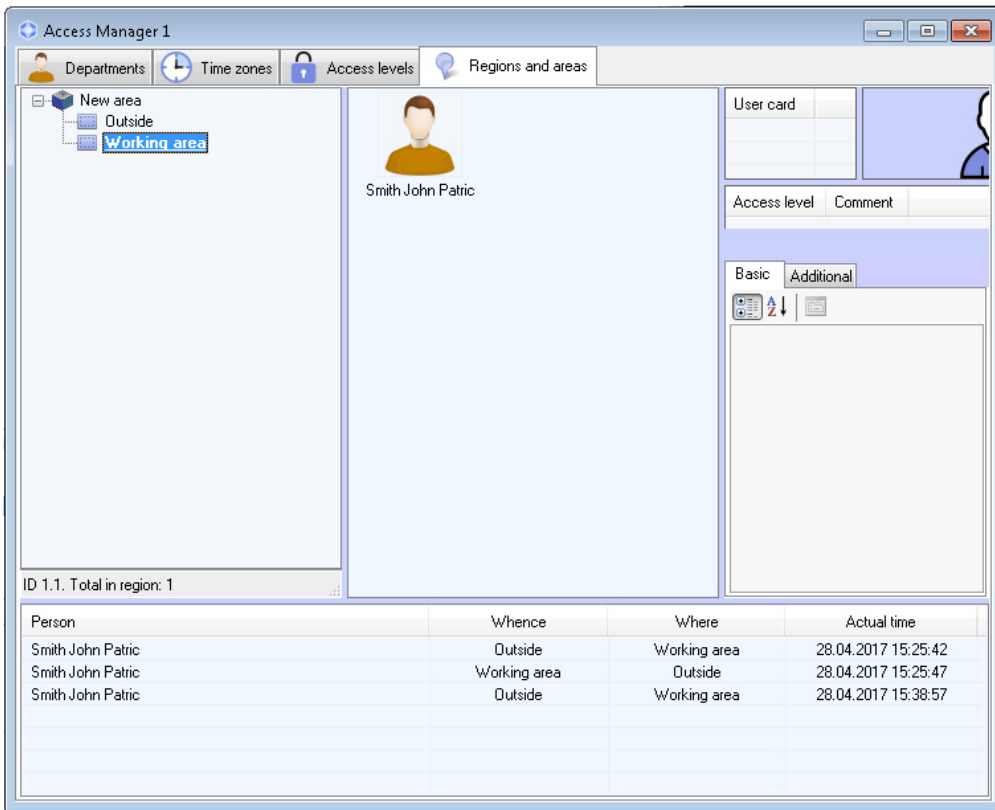 Access Manager 1
Departments Time zones Access levels Regions and areas
New area
Outside
Working area
Smith John Patric
User card
Access level Comment
Basic Additional
A
Z
ID 1.1. Total in region: 1
Person Whence Where Actual time
Smith John Patric Outside Working area 28.04.2017 15:25:42
Smith John Patric Working area Outside 28.04.2017 15:25:47
Smith John Patric Outside Working area 28.04.2017 15:38:57